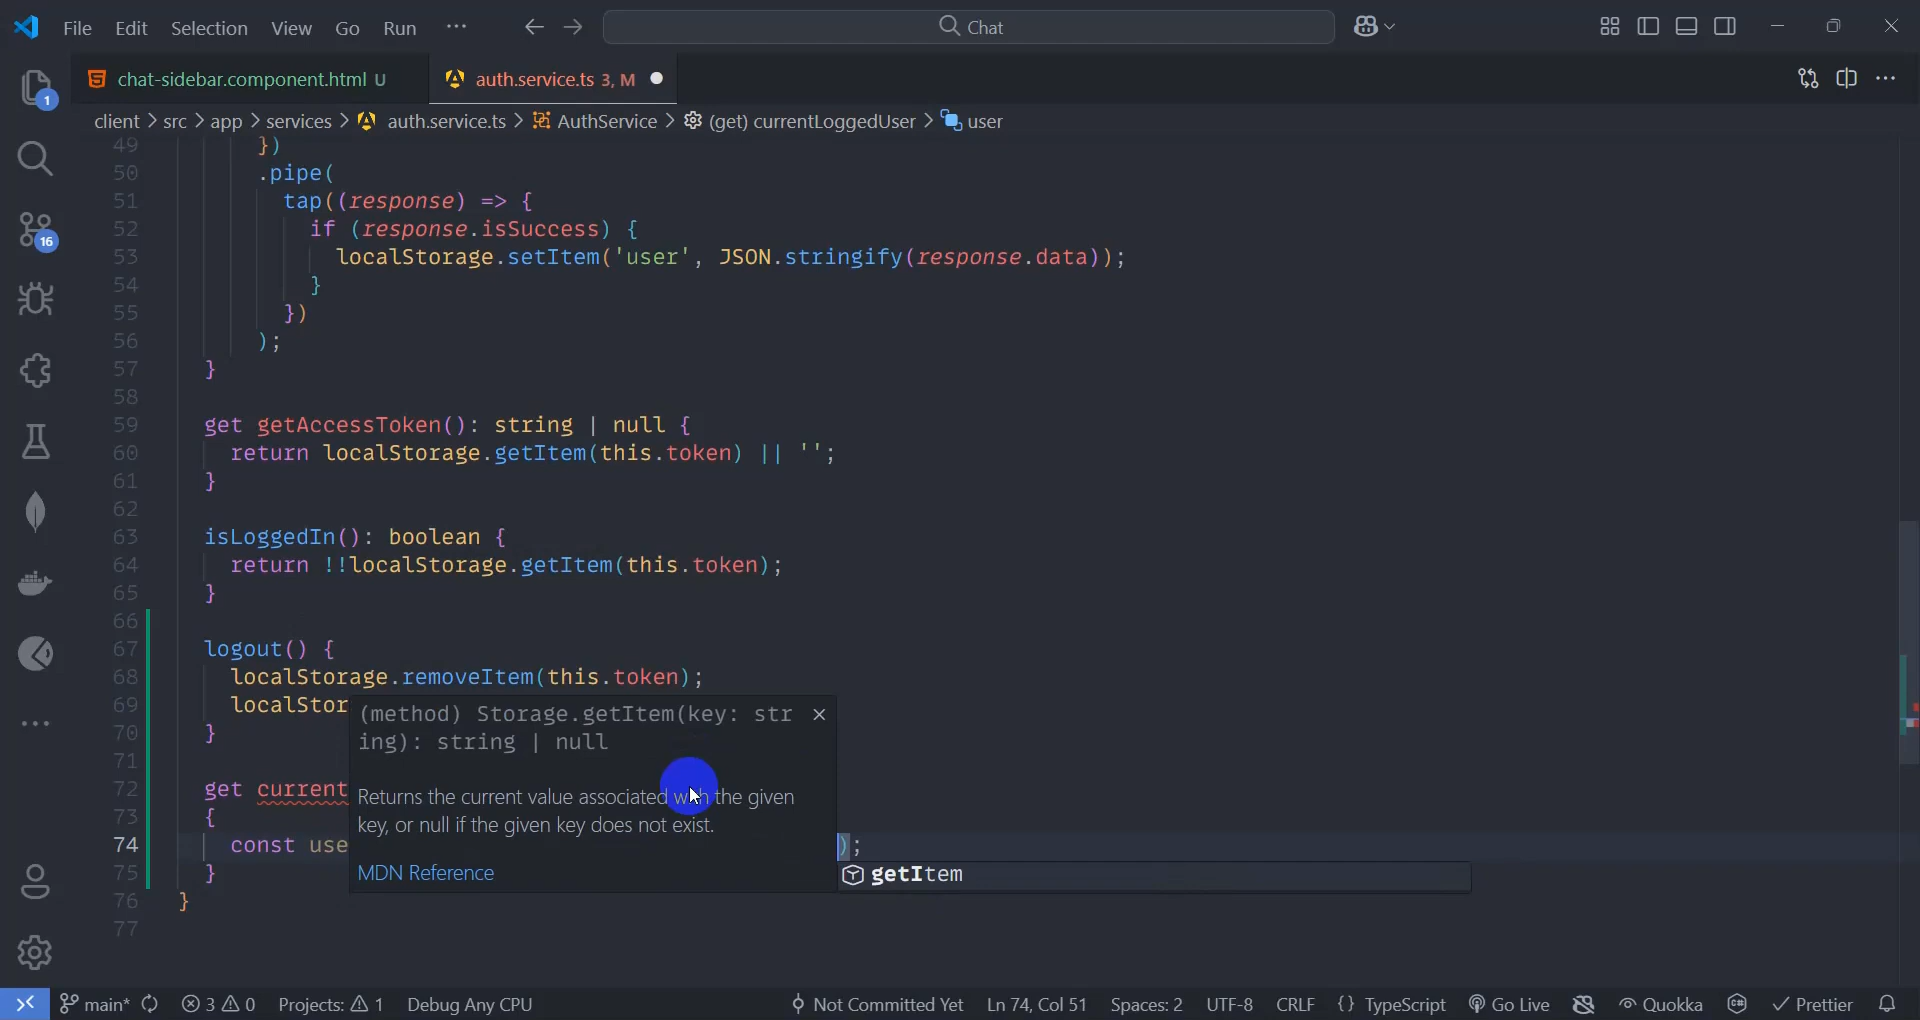 File Edit Selection View Go Run ··· Chat
chat-sidebar.component.html U auth.service.ts 3, M
1
client > src > app > services > auth.service.ts > AuthService > (get) currentLoggedUser > user
49 })
50 .pipe(
51 tap((response) => {
52 if (response.isSuccess) {
53 localStorage.setItem('user', JSON.stringify(response.data));
16
54 }
55 })
56 );
57 }
58
59 get getAccessToken(): string | null {
60 return localStorage.getItem(this.token) || '';
61 }
62
63 isLoggedIn(): boolean {
64 return !!localStorage.getItem(this.token);
65 }
66
67 logout() {
68 localStorage.removeItem(this.token);
69 localStor
(method) Storage.getItem(key: str
ing): string | null
70 }
71
72 get current
Returns the current value associated with the given
73 {
key, or null if the given key does not exist.
74 const use );
75 }
MDN Reference
getItem
76 }
77
main* 3 0 Projects: 1 Debug Any CPU Not Committed Yet Ln 74, Col 51 Spaces: 2 UTF-8 CRLF {} TypeScript Go Live Quokka Prettier